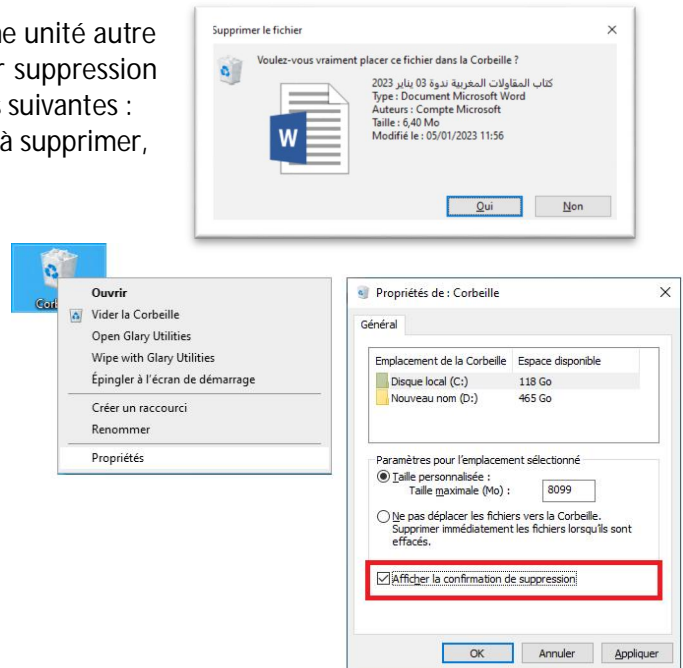 ne unité autre
r suppression
s suivantes :
à supprimer,
Supprimer le fichier
Voulez-vous vraiment placer ce fichier dans la Corbeille ?
كتاب المقاولات المغربية ندوة 03 يناير 2023
Type : Document Microsoft Word
Auteurs : Compte Microsoft
Taille : 6,40 Mo
Modifié le : 05/01/2023 11:56
W
Oui
Non
Ouvrir
Vider la Corbeille
Open Glary Utilities
Wipe with Glary Utilities
Épingler à l'écran de démarrage
Créer un raccourci
Renommer
Propriétés
Propriétés de : Corbeille
Général
Emplacement de la Corbeille Espace disponible
Disque local (C:) 118 Go
Nouveau nom (D:) 465 Go
Paramètres pour l'emplacement sélectionné
Taille personnalisée :
Taille maximale (Mo) : 8099
Ne pas déplacer les fichiers vers la Corbeille.
Supprimer immédiatement les fichiers lorsqu'ils sont
effacés.
Afficher la confirmation de suppression
OK
Annuler
Appliquer